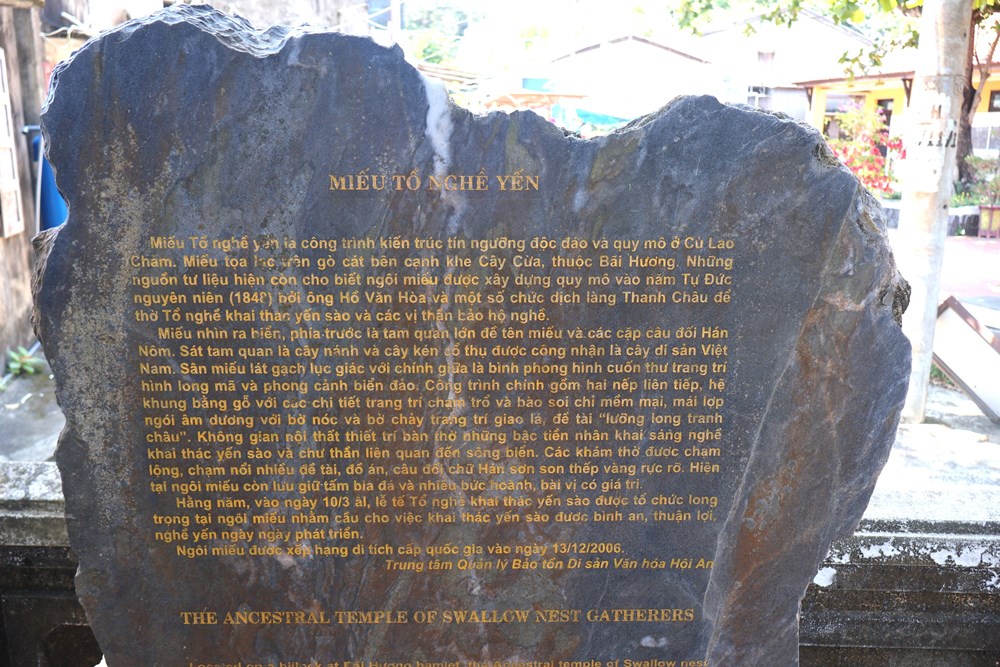 MIẾU TỔ NGHỀ YẾN
Miếu Tổ nghề yến là công trình kiến trúc tín ngưỡng độc đáo và quy mô ở Cù Lao
Chàm. Miếu tọa lạc trên gò cát bên cạnh khe Cây Cừa, thuộc Bãi Hương. Những
nguồn tư liệu hiện còn cho biết ngôi miếu được xây dựng quy mô vào năm Tự Đức
nguyên niên (1848) bởi ông Hồ Văn Hòa và một số chức dịch làng Thanh Châu để
thờ Tổ nghề khai thác yến sào và các vị thần bảo hộ nghề.
Miếu nhìn ra biển, phía trước là tam quan lớn đề tên miếu và các cặp câu đối Hán
Nôm. Sát tam quan là cây nánh và cây kén cổ thụ được công nhận là cây di sản Việt
Nam. Sân miếu lát gạch lục giác với chính giữa là bình phong hình cuốn thư trang trí
hình long mã và phong cảnh biển đảo. Công trình chính gồm hai nếp liên tiếp, hệ
khung bằng gỗ với các chi tiết trang trí chạm trổ và bào soi chỉ mềm mại, mái lợp
ngói âm dương với bờ nóc và bờ chảy trang trí giao lá, đề tài “lưỡng long tranh
châu”. Không gian nội thất thiết trí bàn thờ những bậc tiền nhân khai sáng nghề
khai thác yến sào và chư thần liên quan đến sông biển. Các khám thờ được chạm
lộng, chạm nổi nhiều đề tài, đồ án, câu đối chữ Hán sơn son thếp vàng rực rỡ. Hiện
tại ngôi miếu còn lưu giữ tấm bia đá và nhiều bức hoành, bài vị có giá trị.
Hằng năm, vào ngày 10/3 âl, lễ tế Tổ nghề khai thác yến sào được tổ chức long
trọng tại ngôi miếu nhằm cầu cho việc khai thác yến sào được bình an, thuận lợi,
nghề yến ngày ngày phát triển.
Ngôi miếu được xếp hạng di tích cấp quốc gia vào ngày 13/12/2006.
Trung tâm Quản lý Bảo tồn Di sản Văn hóa Hội An
THE ANCESTRAL TEMPLE OF SWALLOW NEST GATHERERS
Located on a hillock at Bai Huong hamlet, the ancestral temple of Swallow nest